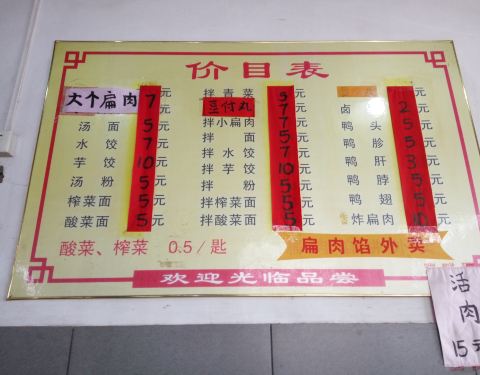 价目表
大个扁肉 7 元
汤面 5 元
水饺 7 元
芋饺 10 元
汤粉 5 元
榨菜面 5 元
酸菜面 5 元
拌青菜 元
豆付丸 7 元
拌小扁肉 7 元
拌面 5 元
拌水饺 7 元
拌芋饺 10 元
拌粉 5 元
拌榨菜面 5 元
拌酸菜面 5 元
元
卤 2 元
鸭头 5 元
鸭胗 5 元
鸭肝 3 元
鸭脾 5 元
鸭翅 5 元
炸扁肉 10 元
酸菜、榨菜 0.5/匙
扁肉馅外卖
欢迎光临品尝
活
肉
15元